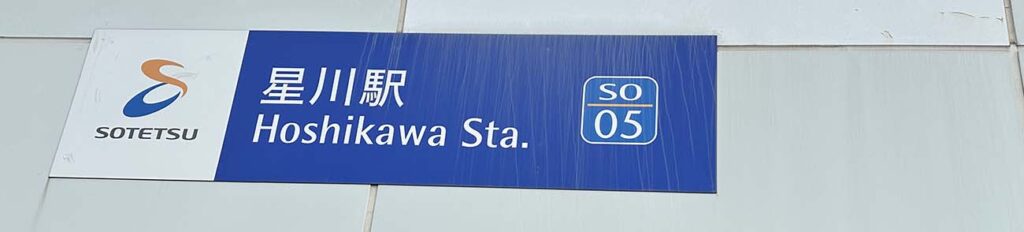 SOTETSU
星川駅
Hoshikawa Sta.
SO
05